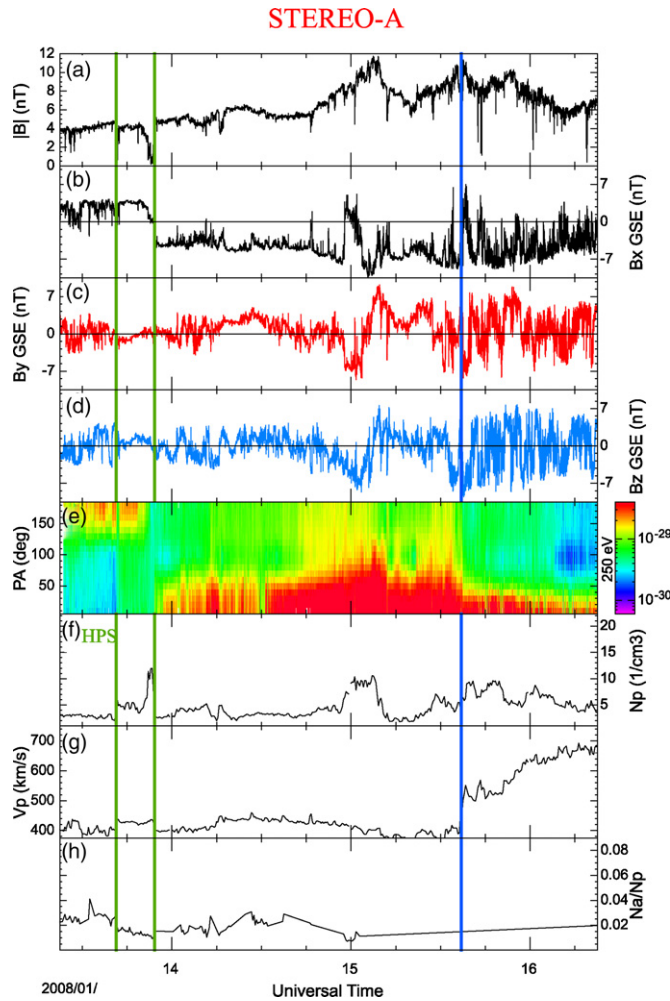 STEREO-A
(a)
|B| (nT)
12
10
8
6
4
2
0
(b)
Bx GSE (nT)
7
0
-7
(c)
By GSE (nT)
7
0
-7
(d)
Bz GSE (nT)
7
0
-7
(e)
PA (deg)
150
100
50
250 eV
10-29
10-30
(f)
HPS
Np (1/cm3)
20
15
10
5
(g)
Vp (km/s)
700
600
500
400
(h)
Na/Np
0.08
0.06
0.04
0.02
14 15 16
2008/01/ Universal Time